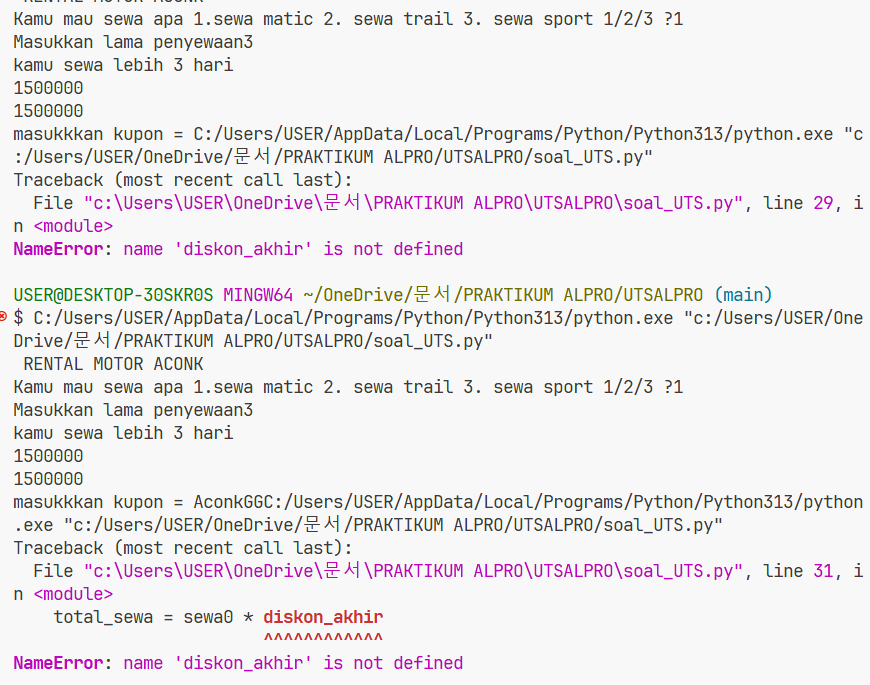 RENTAL MOTOR ACONK
Kamu mau sewa apa 1.sewa matic 2. sewa trail 3. sewa sport 1/2/3 ?1
Masukkan lama penyewaan3
kamu sewa lebih 3 hari
1500000
1500000
masukkkan kupon = C:/Users/USER/AppData/Local/Programs/Python/Python313/python.exe "c
:/Users/USER/OneDrive/문서/PRAKTIKUM ALPRO/UTSALPRO/soal_UTS.py"
Traceback (most recent call last):
File "c:\Users\USER\OneDrive\문서\PRAKTIKUM ALPRO\UTSALPRO\soal_UTS.py", line 29, i
n <module>
NameError: name 'diskon_akhir' is not defined
USER@DESKTOP-30SKR0S MINGW64 ~/OneDrive/문서/PRAKTIKUM ALPRO/UTSALPRO (main)
$ C:/Users/USER/AppData/Local/Programs/Python/Python313/python.exe "c:/Users/USER/One
Drive/문서/PRAKTIKUM ALPRO/UTSALPRO/soal_UTS.py"
RENTAL MOTOR ACONK
Kamu mau sewa apa 1.sewa matic 2. sewa trail 3. sewa sport 1/2/3 ?1
Masukkan lama penyewaan3
kamu sewa lebih 3 hari
1500000
1500000
masukkkan kupon = AconkGGC:/Users/USER/AppData/Local/Programs/Python/Python313/python
.exe "c:/Users/USER/OneDrive/문서/PRAKTIKUM ALPRO/UTSALPRO/soal_UTS.py"
Traceback (most recent call last):
File "c:\Users\USER\OneDrive\문서\PRAKTIKUM ALPRO\UTSALPRO\soal_UTS.py", line 31, i
n <module>
total_sewa = sewa0 * diskon_akhir
^^^^^^^^^^^^
NameError: name 'diskon_akhir' is not defined